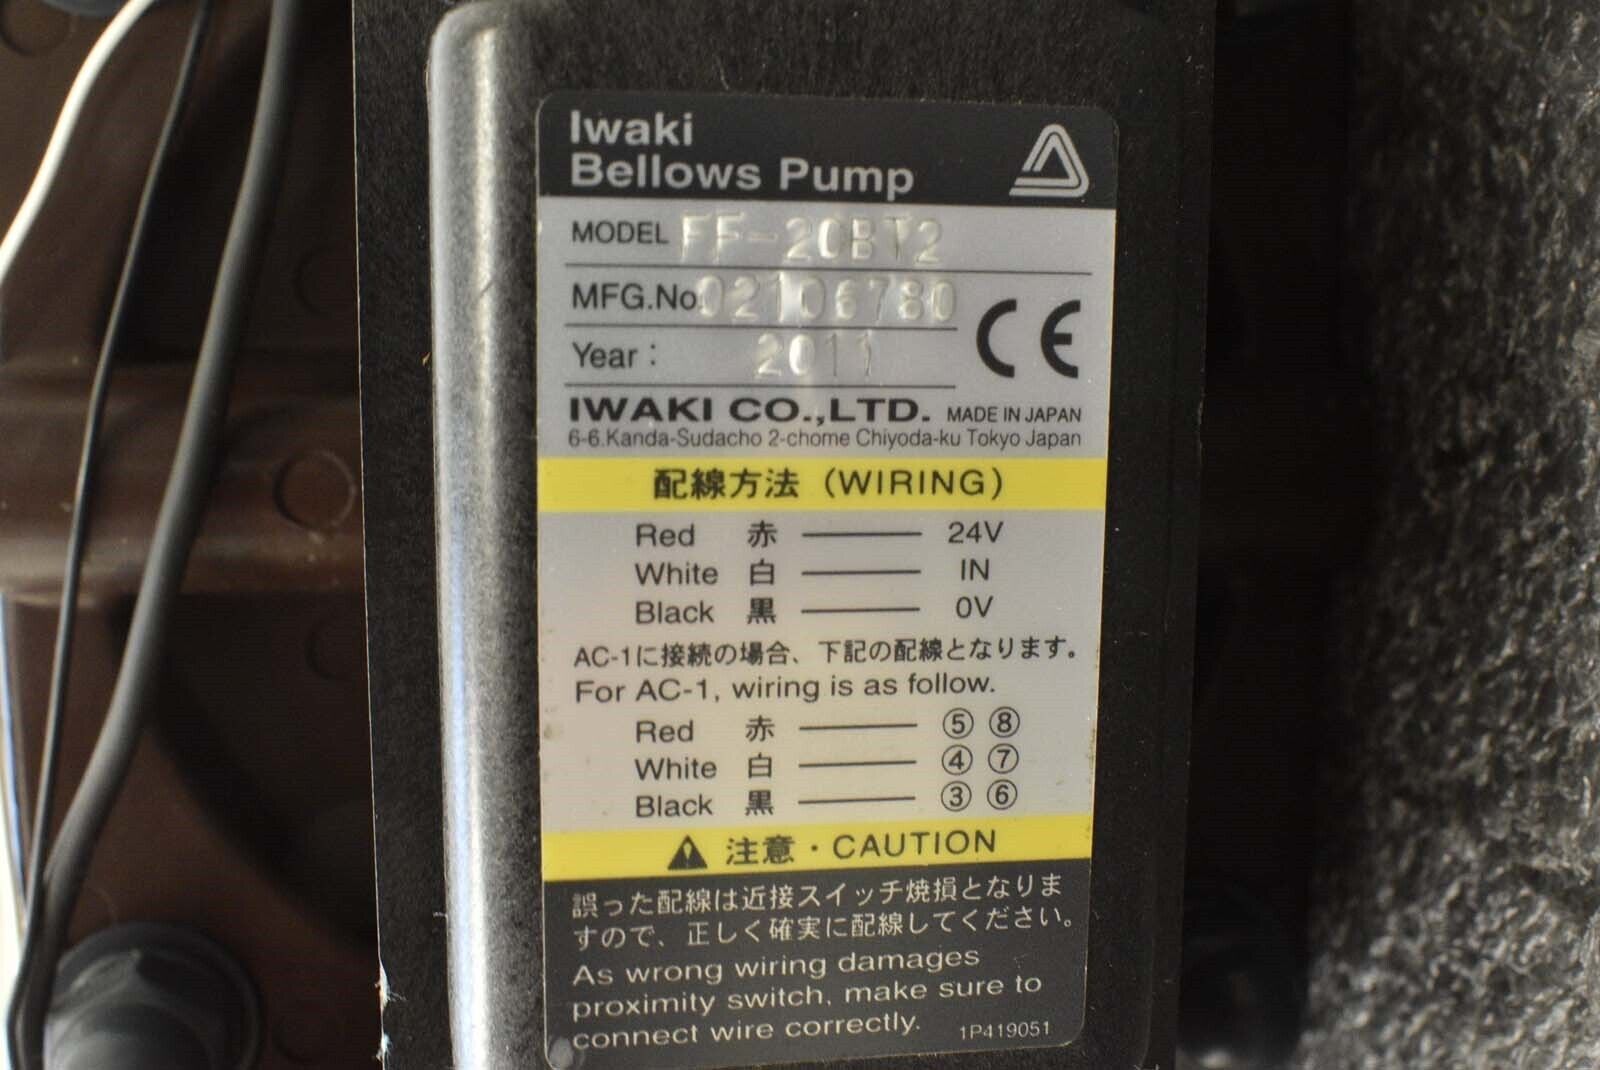 Iwaki
Bellows Pump
MODEL FF-20BT2
MFG.No 02106780
Year : 2011
CE
IWAKI CO.,LTD. MADE IN JAPAN
6-6.Kanda-Sudacho 2-chome Chiyoda-ku Tokyo Japan
配線方法 (WIRING)
Red 赤 24V
White 白 IN
Black 黒 0V
AC-1に接続の場合、下記の配線となります。
For AC-1, wiring is as follow.
Red 赤 ⑤ ⑧
White 白 ④ ⑦
Black 黒 ③ ⑥
注意・CAUTION
誤った配線は近接スイッチ焼損となりま
すので、正しく確実に配線してください。
As wrong wiring damages
proximity switch, make sure to
connect wire correctly.
1P419051